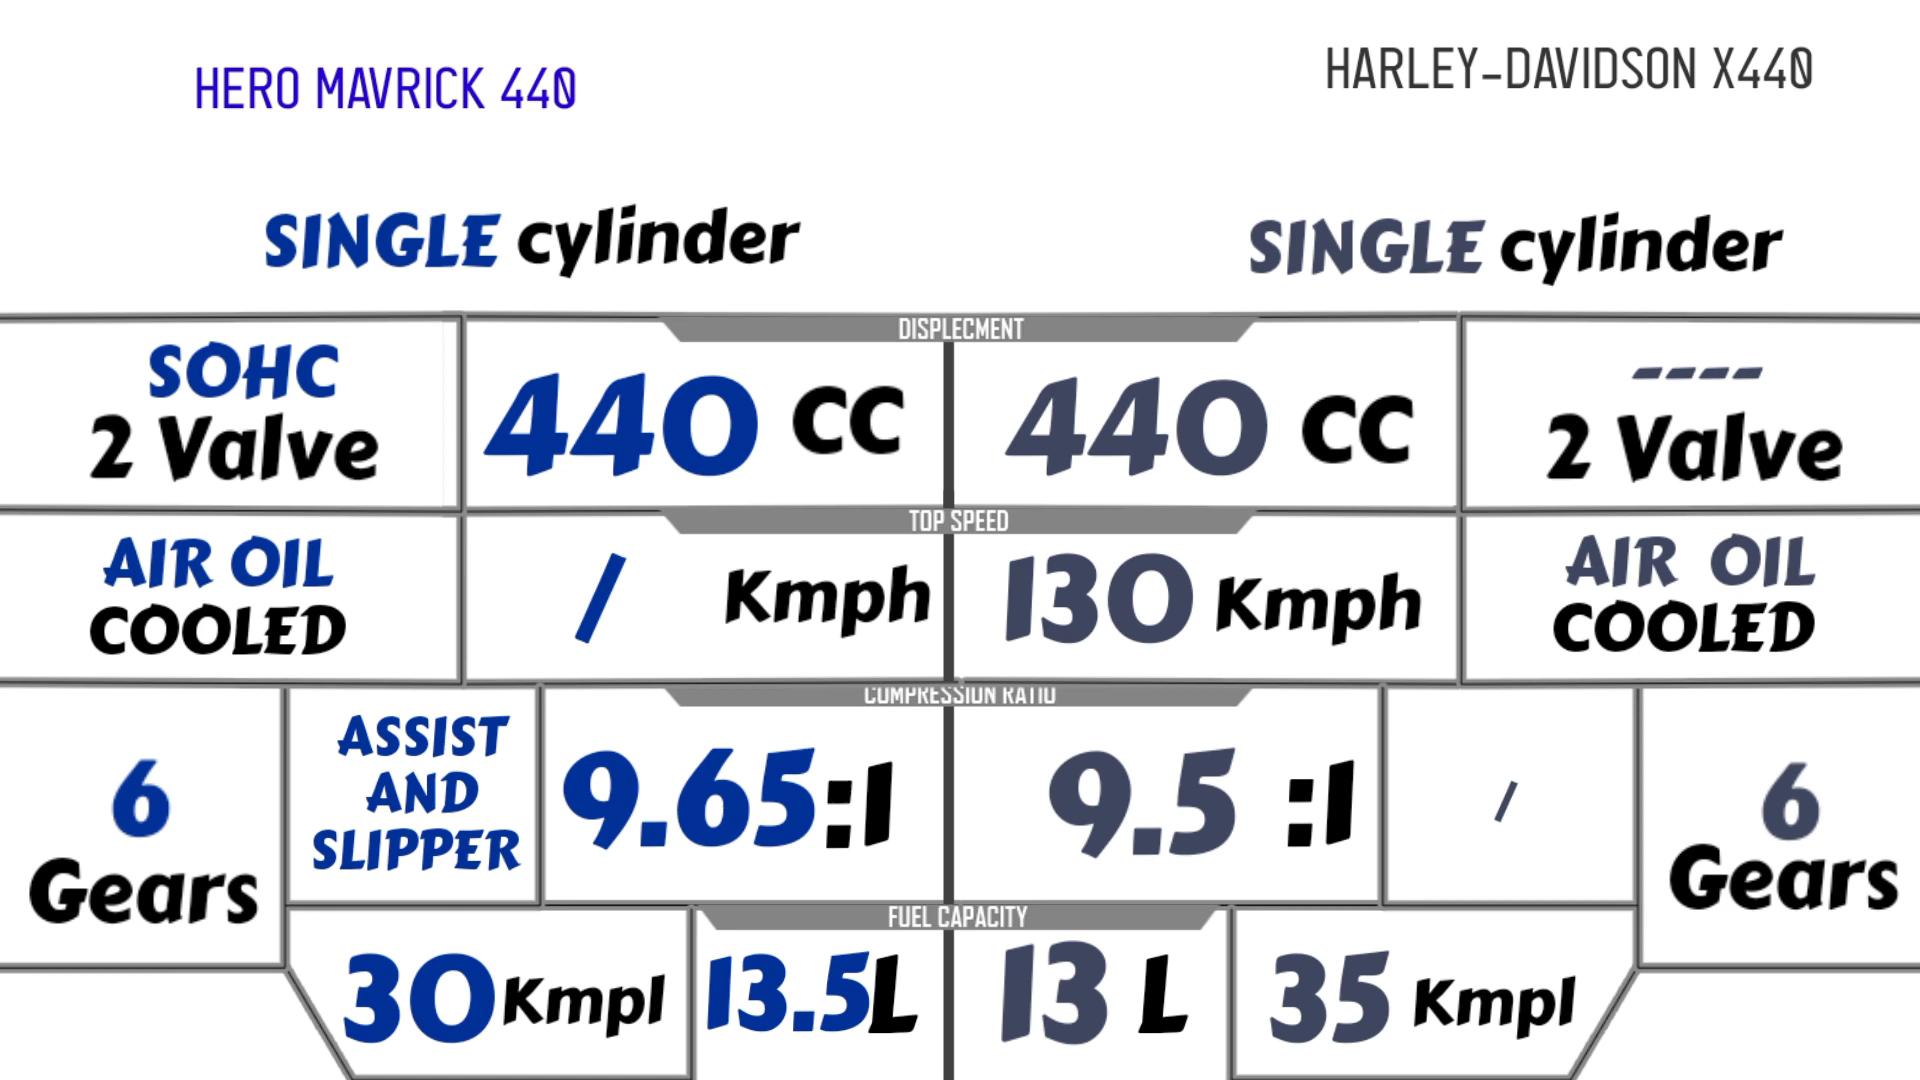 HERO MAVRICK 440
HARLEY-DAVIDSON X440
SINGLE cylinder
SINGLE cylinder
DISPLECMENT
SOHC
2 Valve
440 CC
440 CC
----
2 Valve
TOP SPEED
AIR OIL
COOLED
/ Kmph
130 Kmph
AIR OIL
COOLED
COMPRESSION RATIO
6
Gears
ASSIST
AND
SLIPPER
9.65:1
9.5 :1
/
6
Gears
FUEL CAPACITY
30 Kmpl
13.5L
13 L
35 Kmpl